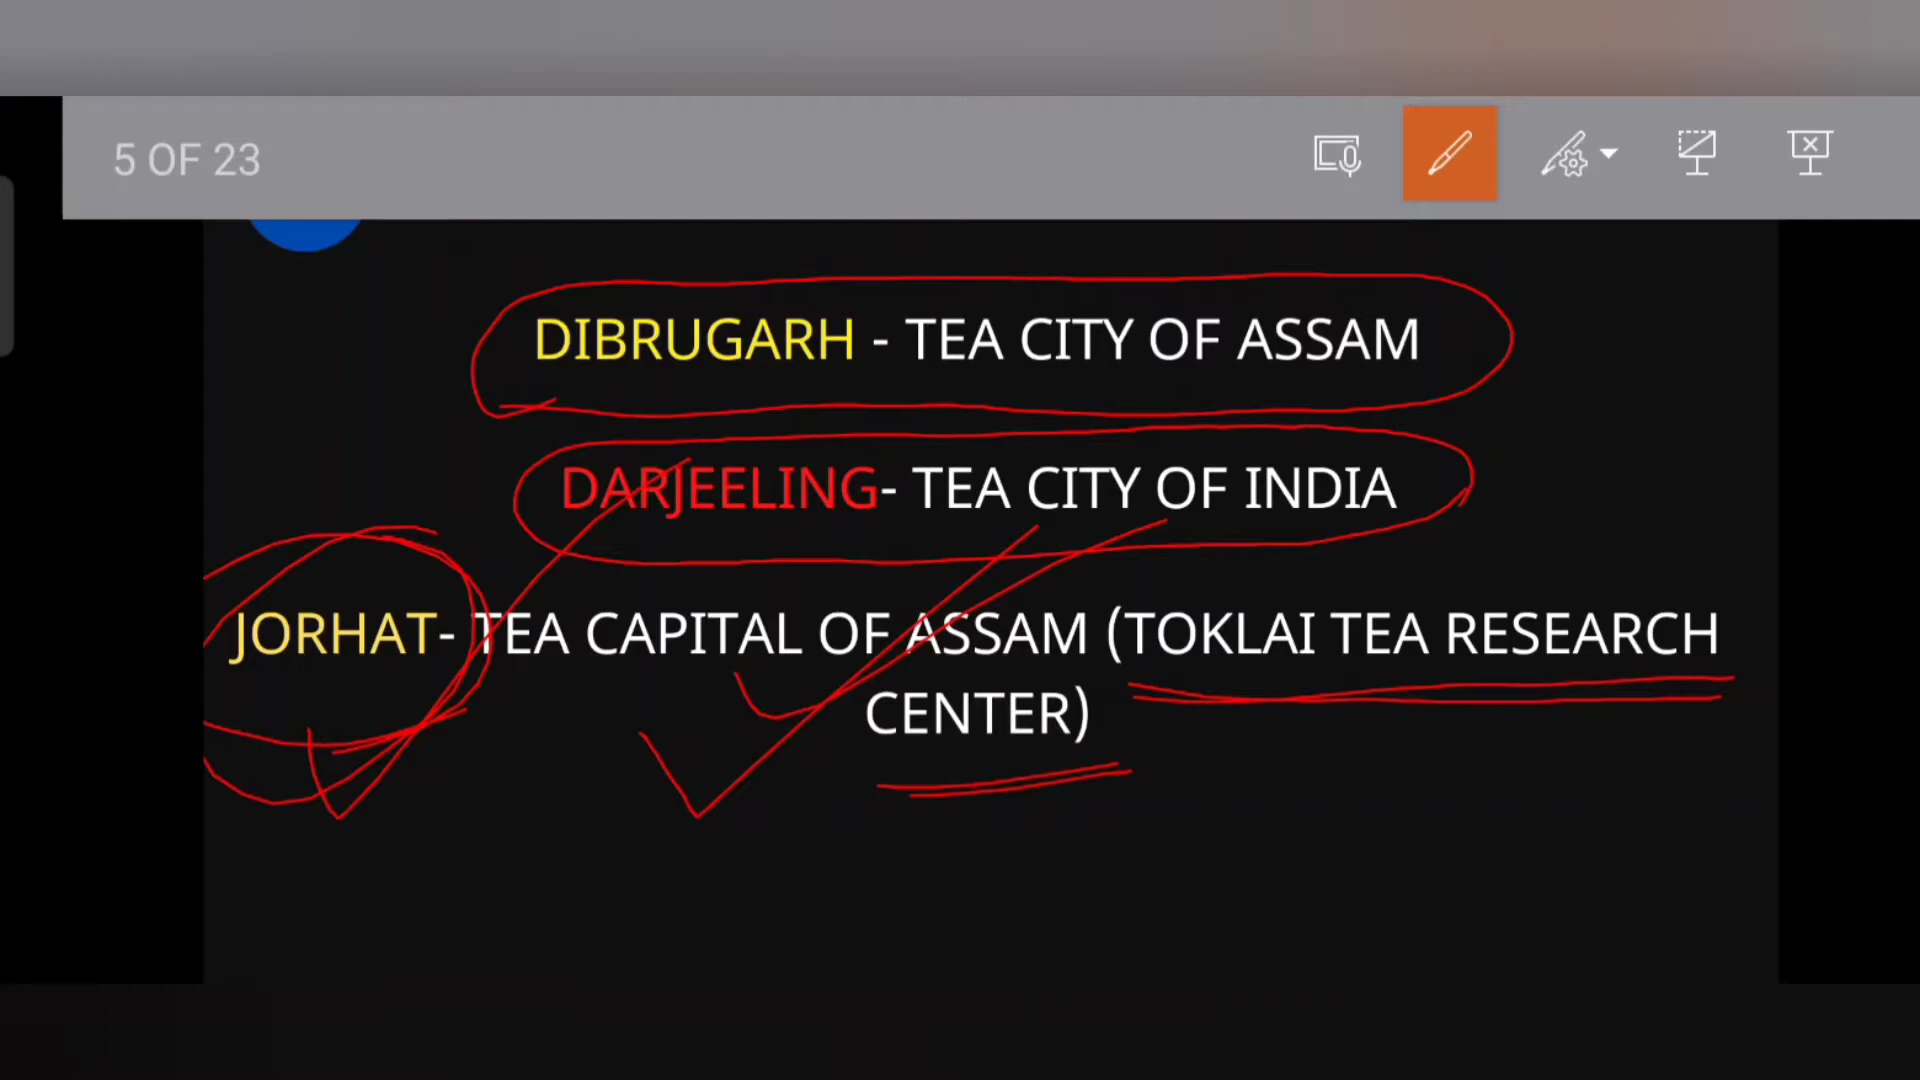 5 OF 23
DIBRUGARH - TEA CITY OF ASSAM
DARJEELING- TEA CITY OF INDIA
JORHAT- TEA CAPITAL OF ASSAM (TOKLAI TEA RESEARCH
CENTER)